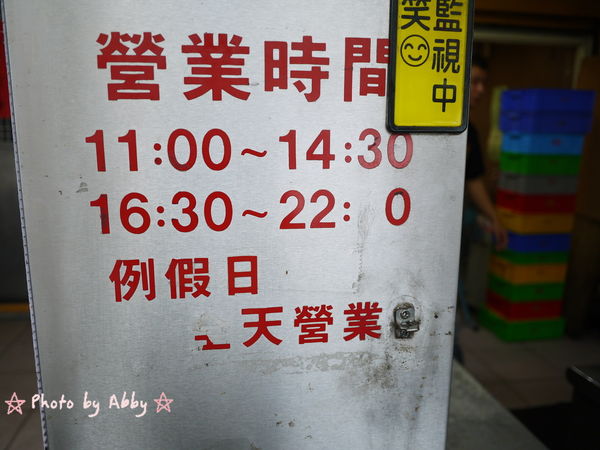 營業時間
笑監視中
11:00~14:30
16:30~22: 0
例假日
天營業
Photo by Abby